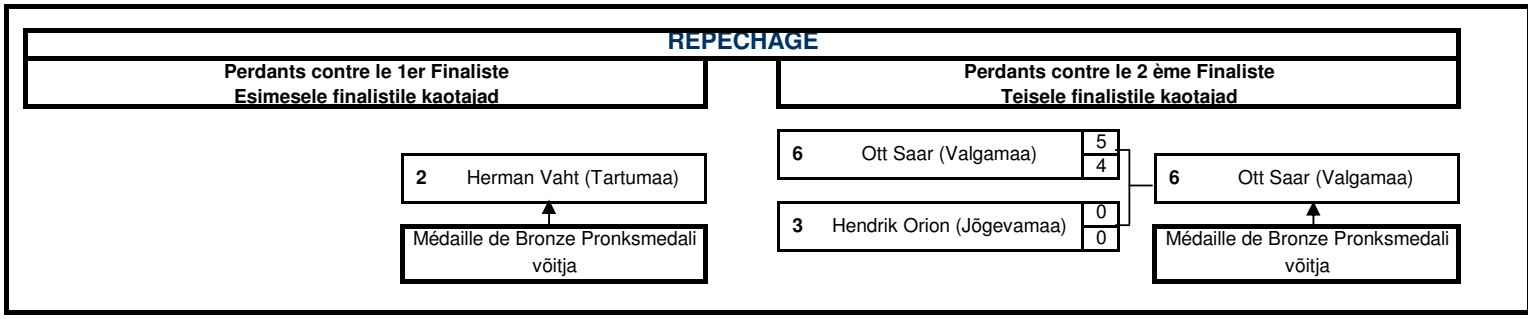 REPECHAGE
Perdants contre le 1er Finaliste
Esimesele finalistile kaotajad
Perdants contre le 2 ème Finaliste
Teisele finalistile kaotajad
2 Herman Vaht (Tartumaa)
Médaille de Bronze Pronksmedali
võitja
6 Ott Saar (Valgamaa) 5
4
3 Hendrik Orion (Jõgevamaa) 0
0
6 Ott Saar (Valgamaa)
Médaille de Bronze Pronksmedali
võitja